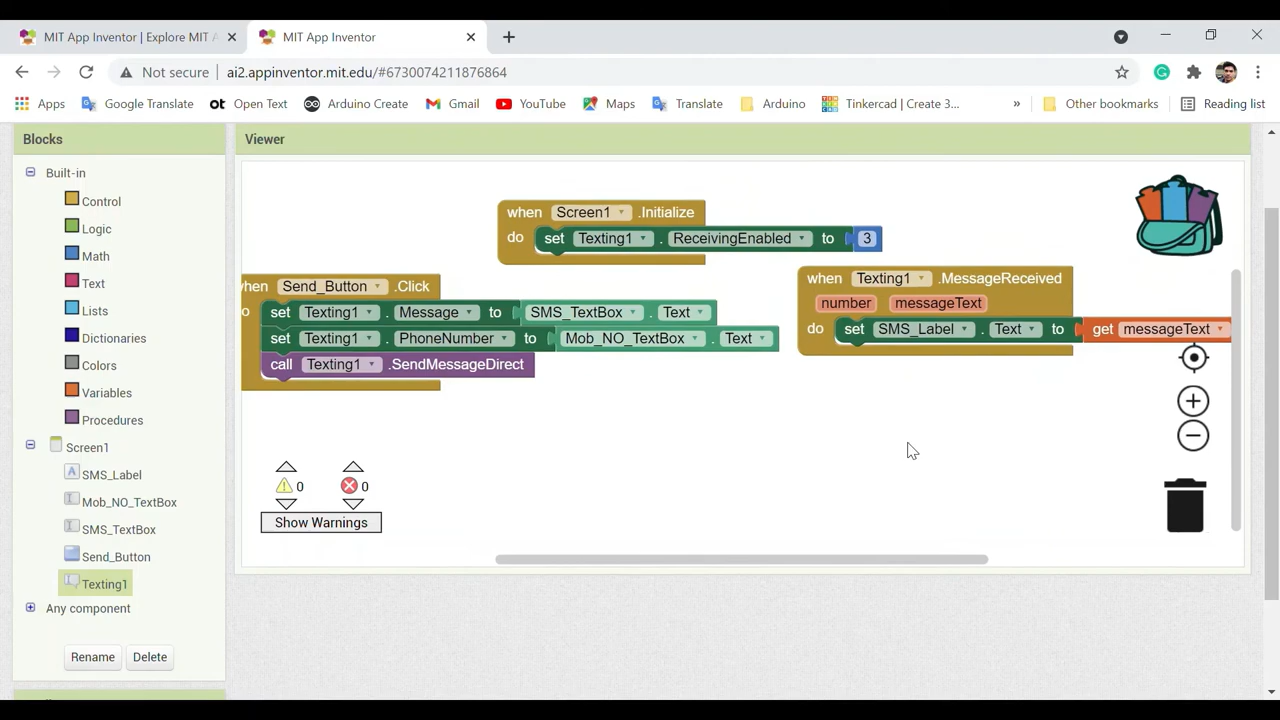 MIT App Inventor | Explore MIT A
MIT App Inventor
Not secure
ai2.appinventor.mit.edu/#6730074211876864
Apps
Google Translate
ot Open Text
Arduino Create
Gmail
YouTube
Maps
Translate
Arduino
Tinkercad | Create 3...
»
Other bookmarks
Reading list
Blocks
Viewer
Built-in
Control
Logic
Math
Text
Lists
Dictionaries
Colors
Variables
Procedures
Screen1
SMS_Label
Mob_NO_TextBox
SMS_TextBox
Send_Button
Texting1
Any component
Rename
Delete
when Screen1 .Initialize
do set Texting1 . ReceivingEnabled to 3
when Send_Button .Click
do set Texting1 . Message to SMS_TextBox . Text
set Texting1 . PhoneNumber to Mob_NO_TextBox . Text
call Texting1 .SendMessageDirect
when Texting1 .MessageReceived
number messageText
do set SMS_Label . Text to get messageText
0
0
Show Warnings